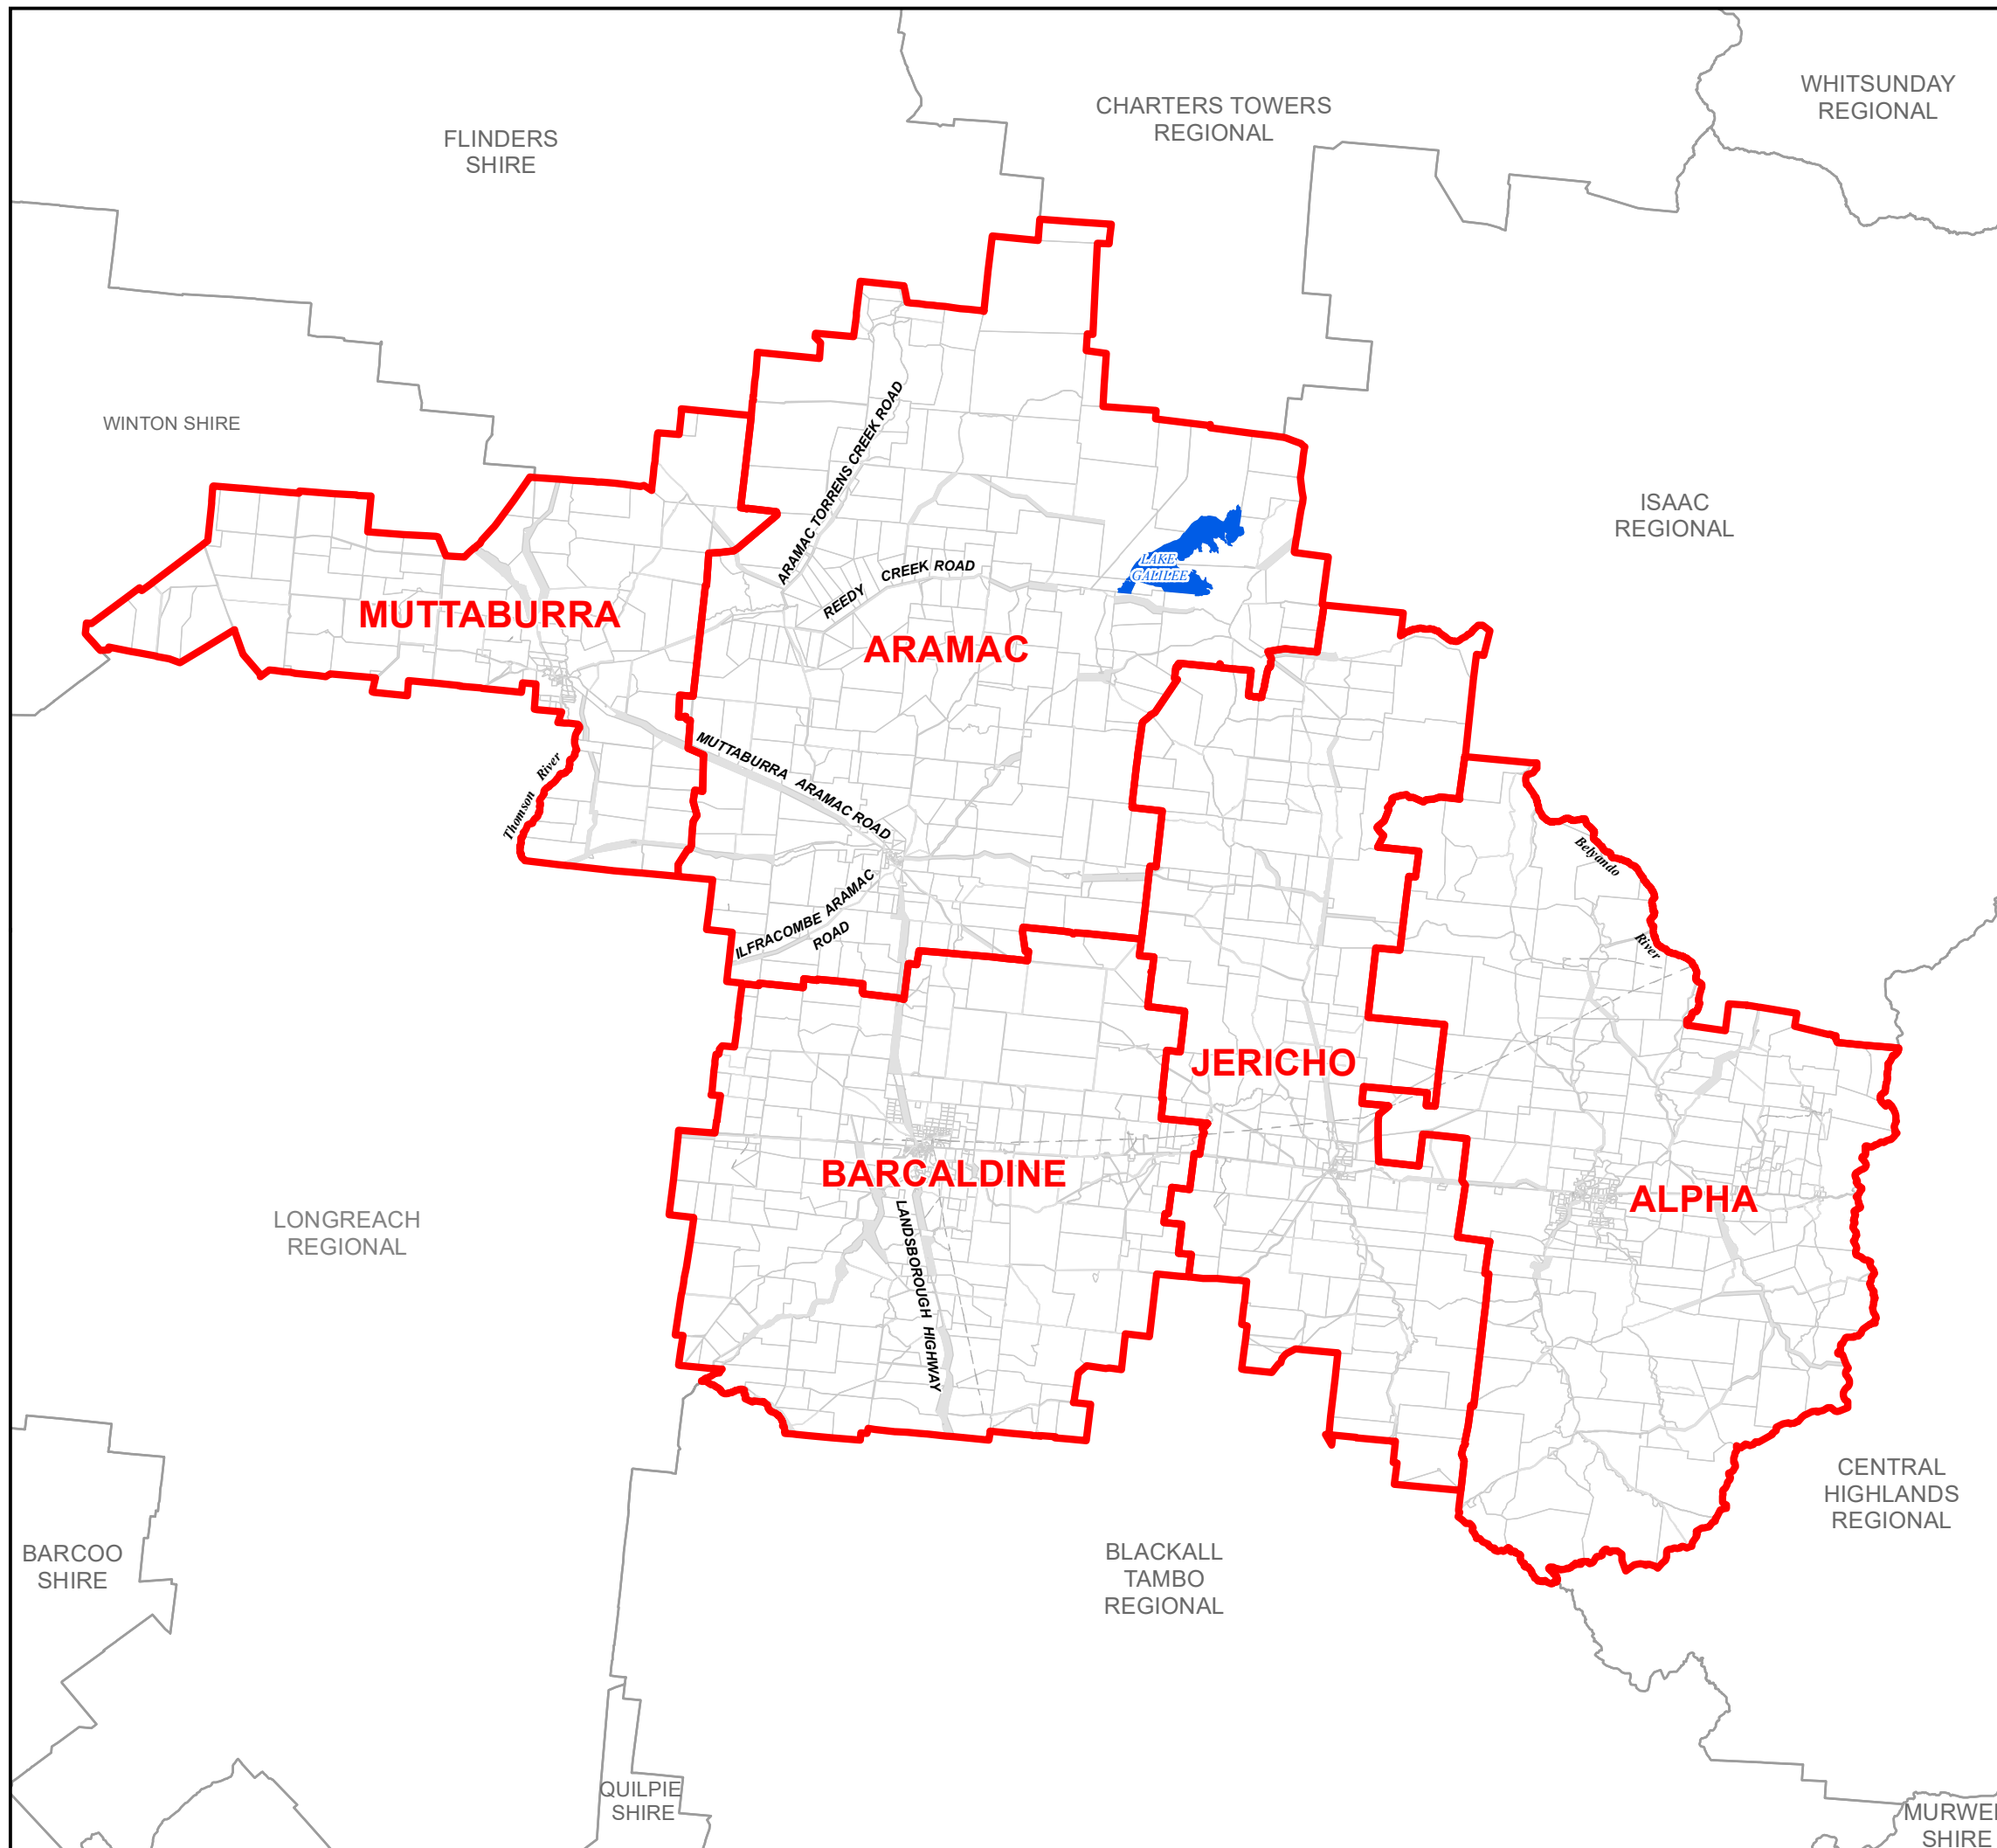 WHITSUNDAY
REGIONAL
CHARTERS TOWERS
REGIONAL
FLINDERS
SHIRE
WINTON SHIRE
ISAAC
REGIONAL
ARAMAC TORRENS CREEK ROAD
LAKE
GALILEE
REEDY CREEK ROAD
MUTTABURRA
ARAMAC
MUTTABURRA ARAMAC ROAD
Thomson River
Belyando River
ILFRACOMBE ARAMAC
ROAD
JERICHO
BARCALDINE
ALPHA
LONGREACH
REGIONAL
LANDSBOROUGH HIGHWAY
CENTRAL
HIGHLANDS
REGIONAL
BARCOO
SHIRE
BLACKALL
TAMBO
REGIONAL
QUILPIE
SHIRE
MURWE
SHIRE